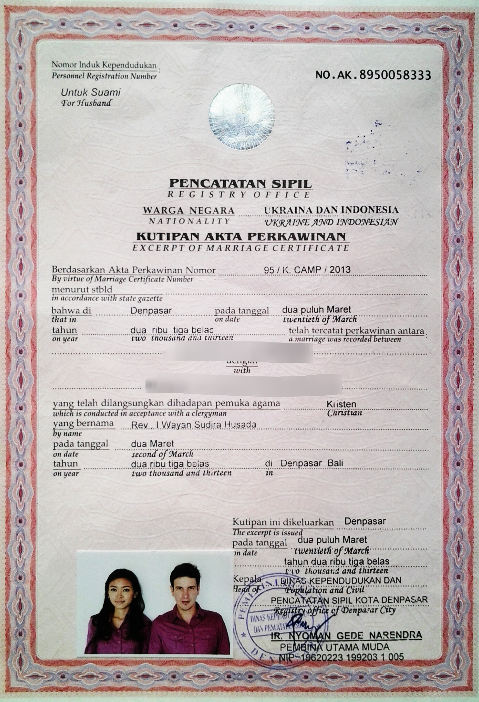 Nomor Induk Kependudukan
Personnel Registration Number
Untuk Suami
For Husband
NO.AK.8950058333
PENCATATAN SIPIL
REGISTRY OFFICE
WARGA NEGARA UKRAINA DAN INDONESIA
NATIONALITY UKRAINE AND INDONESIAN
KUTIPAN AKTA PERKAWINAN
EXCERPT OF MARRIAGE CERTIFICATE
Berdasarkan Akta Perkawinan Nomor 95 / K. CAMP / 2013
By virtue of Marriage Certificate Number
menurut stbld
in accordance with state gazette
bahwa di Denpasar pada tanggal dua puluh Maret
that in on date twentieth of March
tahun dua ribu tiga belas telah tercatat perkawinan antara
on year two thousand and thirteen a marriage was recorded between
dengan
with
yang telah dilangsungkan dihadapan pemuka agama Kristen
which is conducted in acceptance with a clergyman Christian
yang bernama Rev. I Wayan Sudira Husada
by name
pada tanggal dua Maret
on date second of March
tahun dua ribu tiga belas di Denpasar Bali
on year two thousand and thirteen in
Kutipan ini dikeluarkan Denpasar
The excerpt is issued
pada tanggal dua puluh Maret
on date twentieth of March
tahun dua ribu tiga belas
two thousand and thirteen
Kepala DINAS KEPENDUDUKAN DAN
Head of Population and Civil
PENCATATAN SIPIL KOTA DENPASAR
Registry office of Denpasar City
IR. NYOMAN GEDE NARENDRA
PEMBINA UTAMA MUDA
NIP. 19620223 199203 1 005